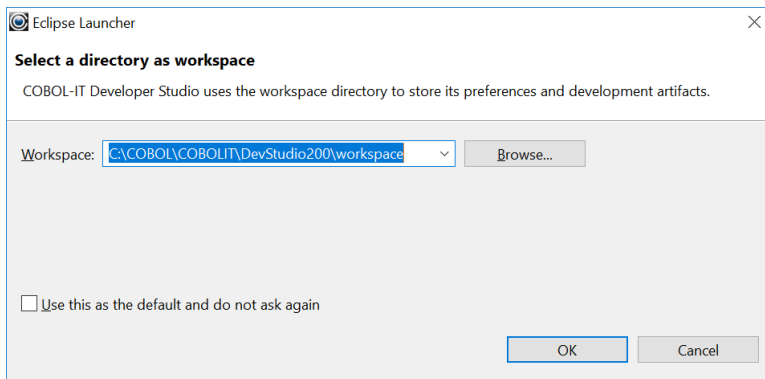 Eclipse Launcher
Select a directory as workspace
COBOL-IT Developer Studio uses the workspace directory to store its preferences and development artifacts.
Workspace: C:\COBOL\COBOLIT\DevStudio200\workspace Browse...
Use this as the default and do not ask again
OK Cancel